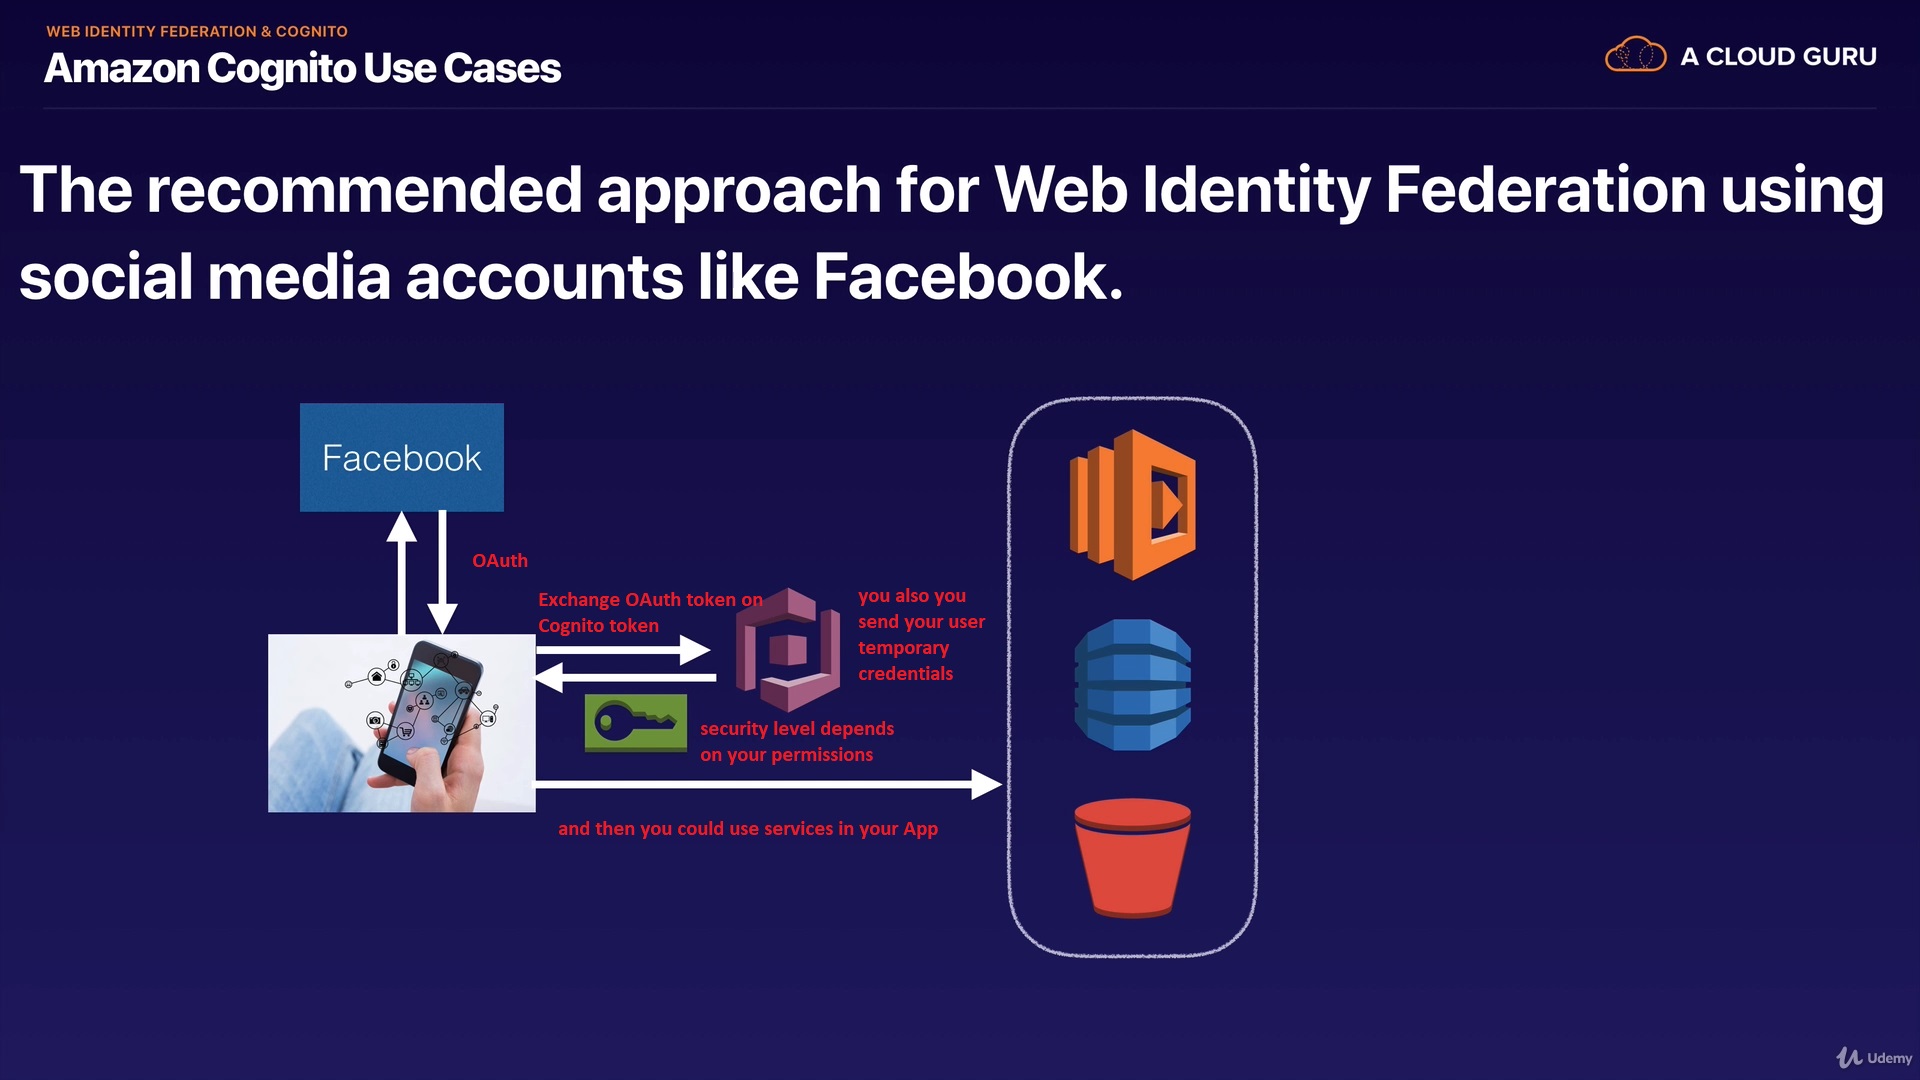 WEB IDENTITY FEDERATION & COGNITO
Amazon Cognito Use Cases
A CLOUD GURU
The recommended approach for Web Identity Federation using
social media accounts like Facebook.
Facebook
OAuth
Exchange OAuth token on
Cognito token
you also you
send your user
temporary
credentials
security level depends
on your permissions
and then you could use services in your App
Udemy